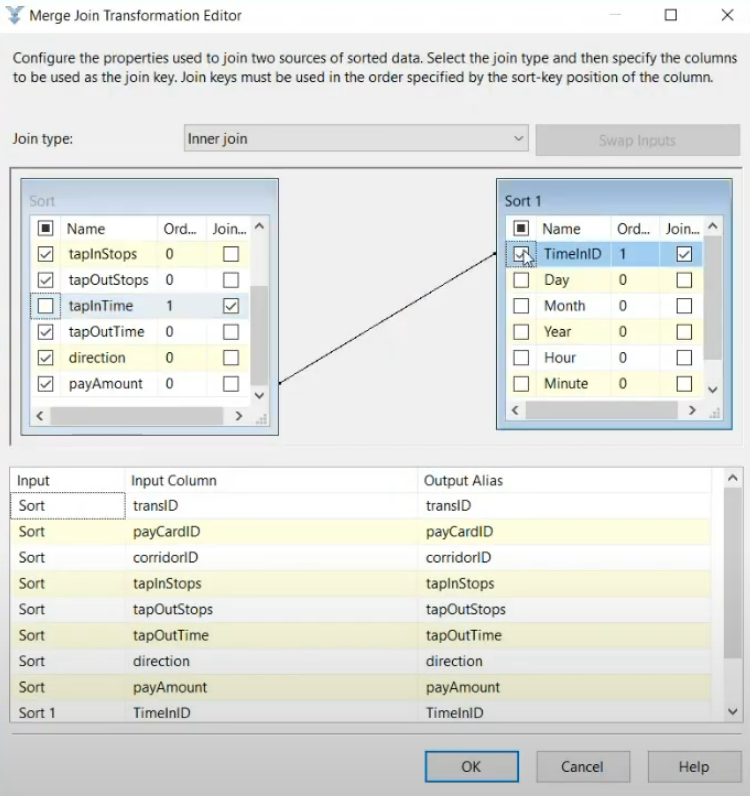 Merge Join Transformation Editor
Configure the properties used to join two sources of sorted data. Select the join type and then specify the columns
to be used as the join key. Join keys must be used in the order specified by the sort-key position of the column.
Join type: Inner join Swap Inputs
Sort
Name Ord... Join...
tapInStops 0
tapOutStops 0
tapInTime 1
tapOutTime 0
direction 0
payAmount 0
Sort 1
Name Ord... Join...
TimeInID 1
Day 0
Month 0
Year 0
Hour 0
Minute 0
Input Input Column Output Alias
Sort transID transID
Sort payCardID payCardID
Sort corridorID corridorID
Sort tapInStops tapInStops
Sort tapOutStops tapOutStops
Sort tapOutTime tapOutTime
Sort direction direction
Sort payAmount payAmount
Sort 1 TimeInID TimeInID
OK Cancel Help